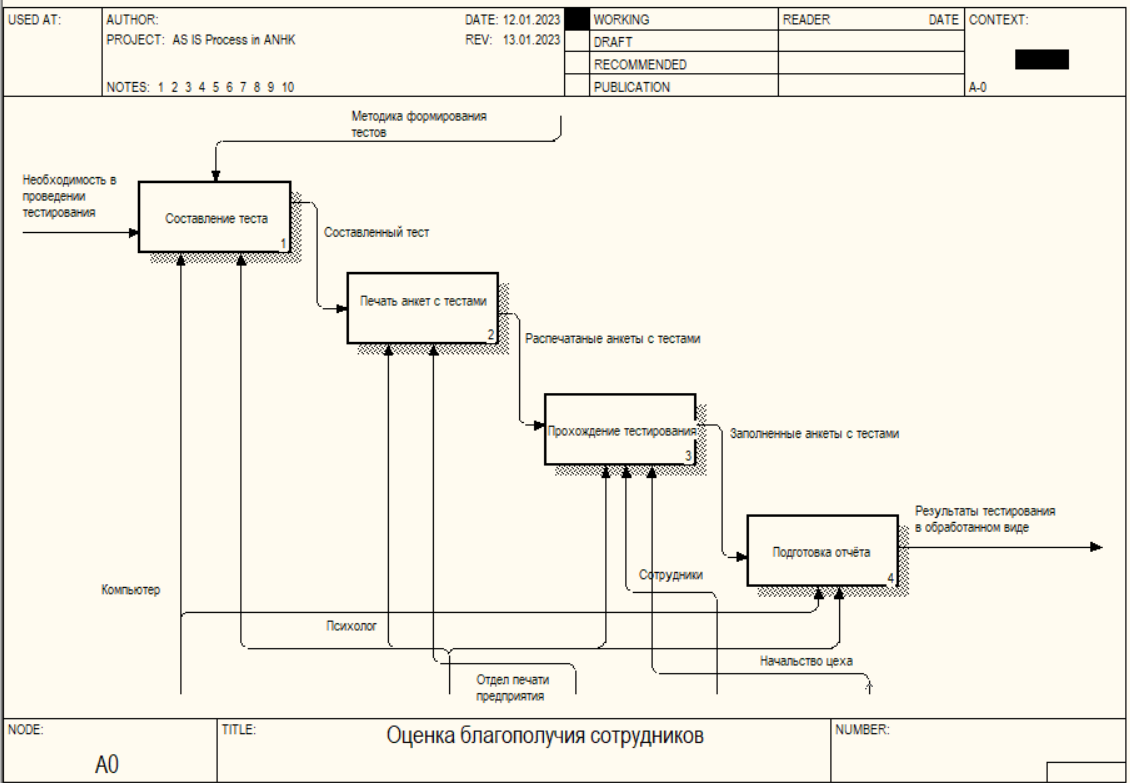 USED AT:
AUTHOR:
DATE: 12.01.2023
WORKING
READER
DATE
CONTEXT:
PROJECT: AS IS Process in ANHK
REV: 13.01.2023
DRAFT
RECOMMENDED
NOTES: 1 2 3 4 5 6 7 8 9 10
PUBLICATION
A-0
Методика формирования
тестов
Необходимость в
проведении
тестирования
Составление теста
1
Составленный тест
Печать анкет с тестами
2
Распечатаные анкеты с тестами
Прохождение тестирования
3
Заполненные анкеты с тестами
Результаты тестирования
в обработанном виде
Подготовка отчёта
4
Сотрудники
Компьютер
Психолог
Начальство цеха
Отдел печати
предприятия
NODE:
TITLE:
NUMBER:
A0
Оценка благополучия сотрудников